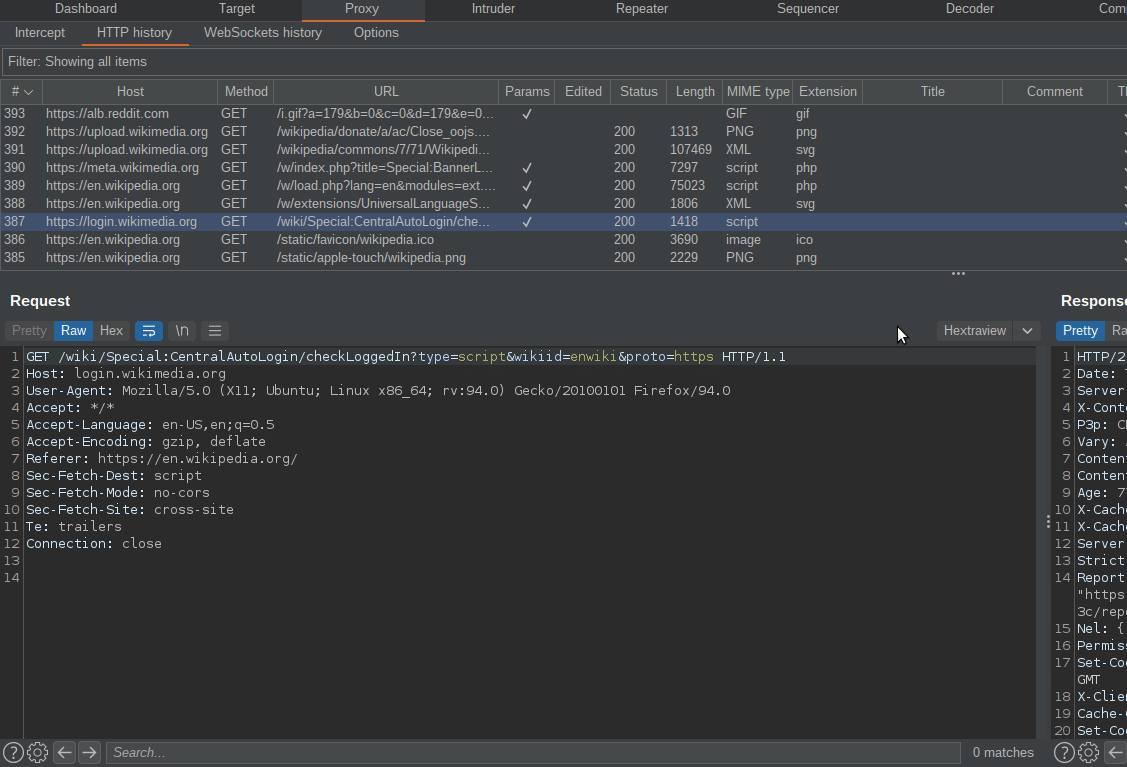 Dashboard Target Proxy Intruder Repeater Sequencer Decoder Com
Intercept HTTP history WebSockets history Options
Filter: Showing all items
# Host Method URL Params Edited Status Length MIME type Extension Title Comment T
393 https://alb.reddit.com GET /i.gif?a=179&b=0&c=0&d=179&e=0... ✓ GIF gif
392 https://upload.wikimedia.org GET /wikipedia/donate/a/ac/Close_oojs.... 200 1313 PNG png
391 https://upload.wikimedia.org GET /wikipedia/commons/7/71/Wikipedi... 200 107469 XML svg
390 https://meta.wikimedia.org GET /w/index.php?title=Special:BannerL... ✓ 200 7297 script php
389 https://en.wikipedia.org GET /w/load.php?lang=en&modules=ext.... ✓ 200 75023 script php
388 https://en.wikipedia.org GET /w/extensions/UniversalLanguageS... ✓ 200 1806 XML svg
387 https://login.wikimedia.org GET /wiki/Special:CentralAutoLogin/che... ✓ 200 1418 script
386 https://en.wikipedia.org GET /static/favicon/wikipedia.ico 200 3690 image ico
385 https://en.wikipedia.org GET /static/apple-touch/wikipedia.png 200 2229 PNG png
Request
Pretty Raw Hex \n Hextraview
1 GET /wiki/Special:CentralAutoLogin/checkLoggedIn?type=script&wikiid=enwiki&proto=https HTTP/1.1
2 Host: login.wikimedia.org
3 User-Agent: Mozilla/5.0 (X11; Ubuntu; Linux x86_64; rv:94.0) Gecko/20100101 Firefox/94.0
4 Accept: */*
5 Accept-Language: en-US,en;q=0.5
6 Accept-Encoding: gzip, deflate
7 Referer: https://en.wikipedia.org/
8 Sec-Fetch-Dest: script
9 Sec-Fetch-Mode: no-cors
10 Sec-Fetch-Site: cross-site
11 Te: trailers
12 Connection: close
13
14
Search... 0 matches
Response
Pretty Ra
1 HTTP/2
2 Date:
3 Server
4 X-Conte
5 P3p: C
6 Vary:
7 Content
8 Content
9 Age: 7
10 X-Cache
11 X-Cache
12 Server
13 Strict
14 Report
"https
3c/repo
15 Nel: {
16 Permiss
17 Set-Coo
GMT
18 X-Clien
19 Cache-
20 Set-Coo